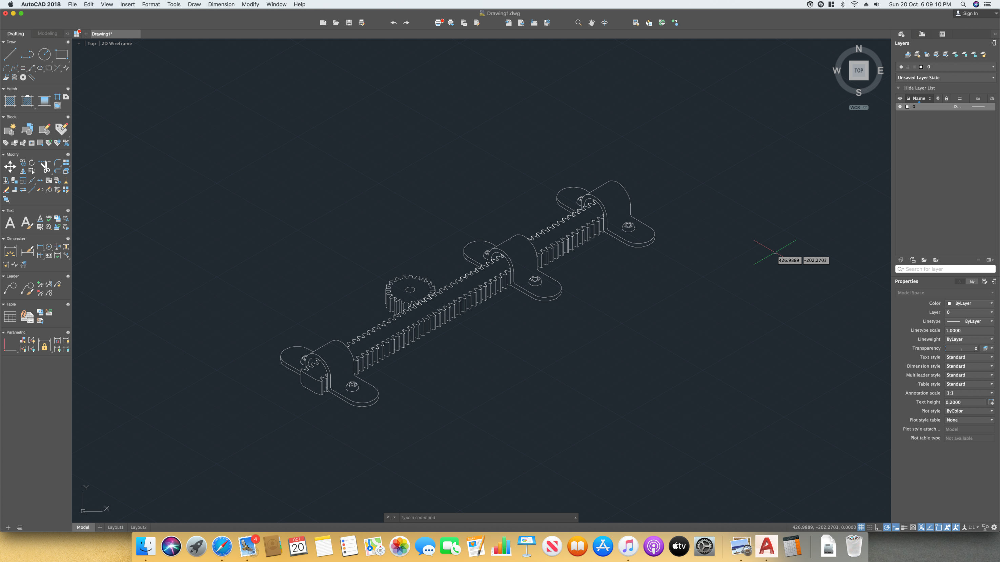 AutoCAD 2018 File Edit View Insert Format Tools Draw Dimension Modify Window Help Sun 20 Oct 6 09 10 PM
Drawing1.dwg
Sign In
Drafting Modeling Drawing1*
+ | Top | 2D Wireframe
Draw
Hatch
Block
Modify
Text
A A A ABC PDF
A PDF
Dimension
Leader
Table
Parametric
N
W TOP E
S
WCS
426.9889 -202.2703
Y
X
>_ Type a command
Model Layout1 Layout2
426.9889, -202.2703, 0.0000 1:1
Layers
0
Unsaved Layer State
Hide Layer List
Name
0 D...
Search for layer
Properties All My
Model Space
Color ByLayer
Layer 0
Linetype ByLayer
Linetype scale 1.0000
Lineweight ByLayer
Transparency 0
Text style Standard
Dimension style Standard
Multileader style Standard
Table style Standard
Annotation scale 1:1
Text height 0.2000
Plot style ByColor
Plot style table None
Plot style attach... Model
Plot table type Not available
4
OCT
20
3D
PAGES
tv
A